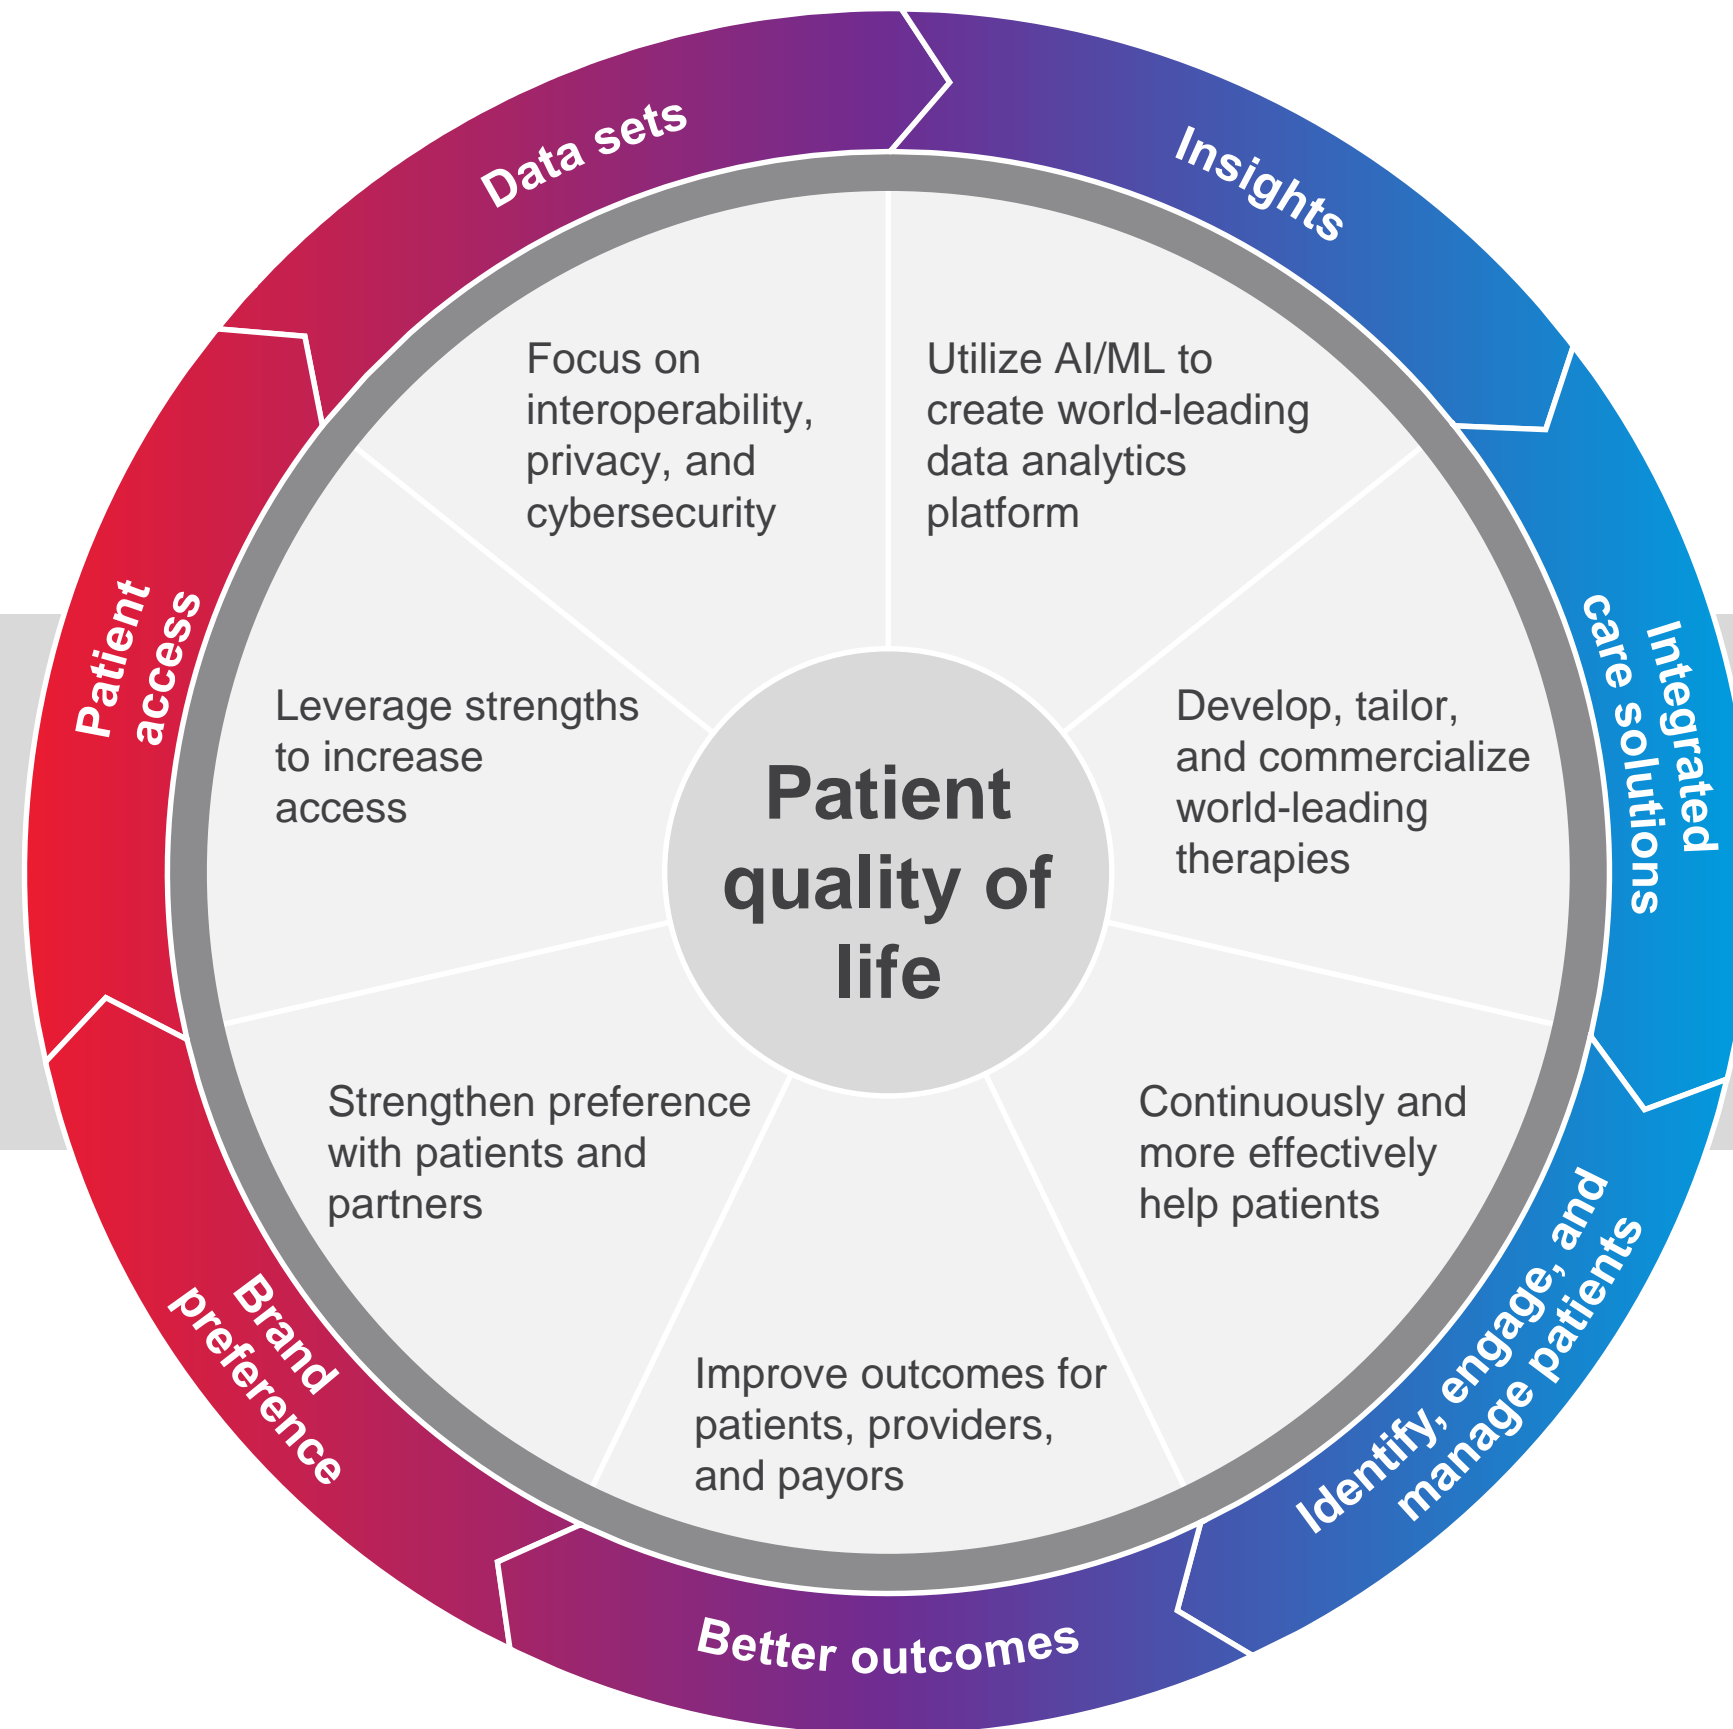 Data sets
Insights
Integrated
care solutions
Identify, engage, and
manage patients
Better outcomes
Brand
preference
Patient
access
Focus on
interoperability,
privacy, and
cybersecurity
Utilize AI/ML to
create world-leading
data analytics
platform
Develop, tailor,
and commercialize
world-leading
therapies
Continuously and
more effectively
help patients
Improve outcomes for
patients, providers,
and payors
Strengthen preference
with patients and
partners
Leverage strengths
to increase
access
Patient
quality of
life